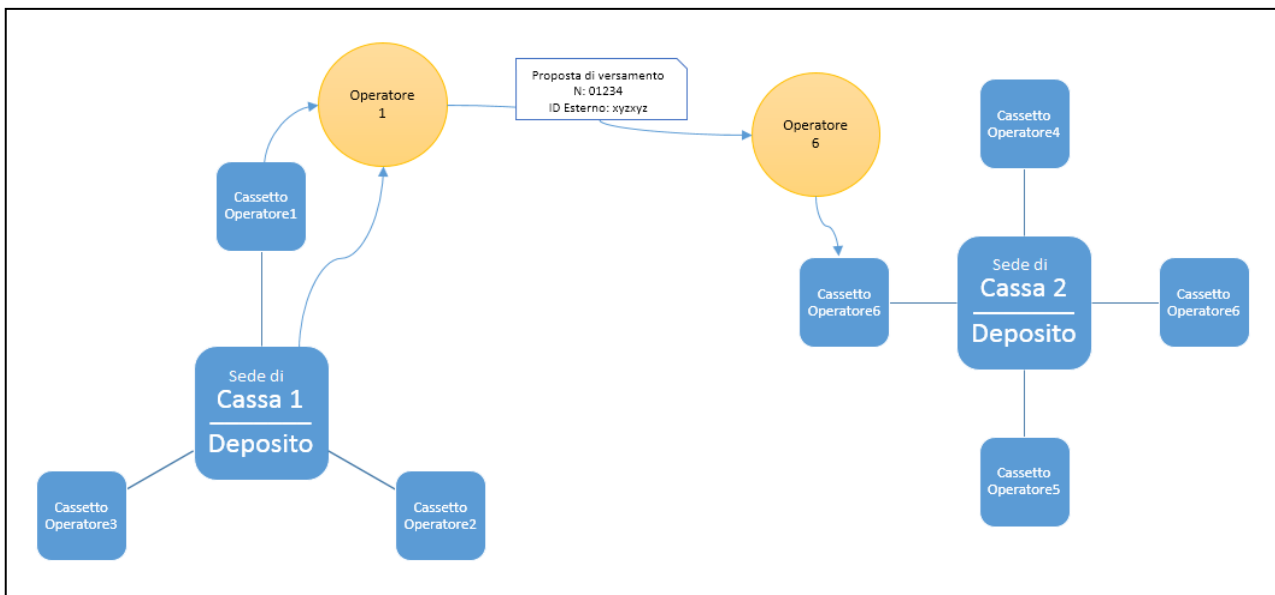 Operatore
1
Proposta di versamento
N: 01234
ID Esterno: xyzxyz
Operatore
6
Cassetto
Operatore4
Cassetto
Operatore1
Cassetto
Operatore6
Sede di
Cassa 2
Deposito
Cassetto
Operatore6
Sede di
Cassa 1
Deposito
Cassetto
Operatore3
Cassetto
Operatore2
Cassetto
Operatore5